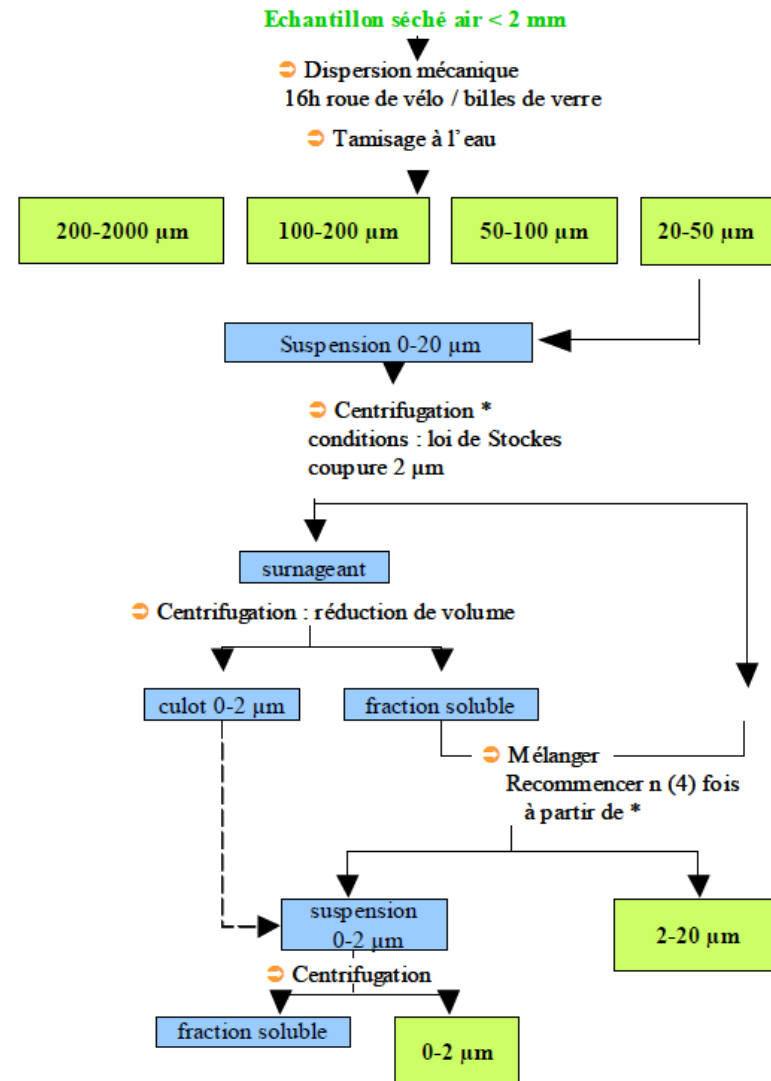 Echantillon séché air < 2 mm
➲ Dispersion mécanique
16h roue de vélo / billes de verre
➲ Tamisage à l'eau
200-2000 µm
100-200 µm
50-100 µm
20-50 µm
Suspension 0-20 µm
➲ Centrifugation *
conditions : loi de Stockes
coupure 2 µm
surnageant
➲ Centrifugation : réduction de volume
culot 0-2 µm
fraction soluble
➲ Mélanger
Recommencer n (4) fois
à partir de *
suspension
0-2 µm
2-20 µm
➲ Centrifugation
fraction soluble
0-2 µm